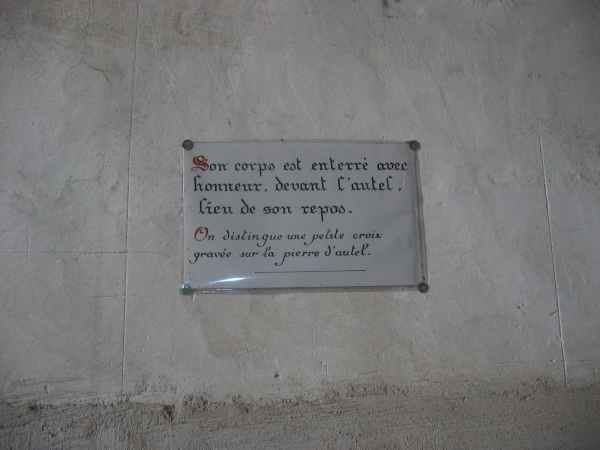 Son corps est enterré avec
honneur, devant l'autel,
lieu de son repos.
On distingue une petite croix
gravée sur la pierre d'autel.